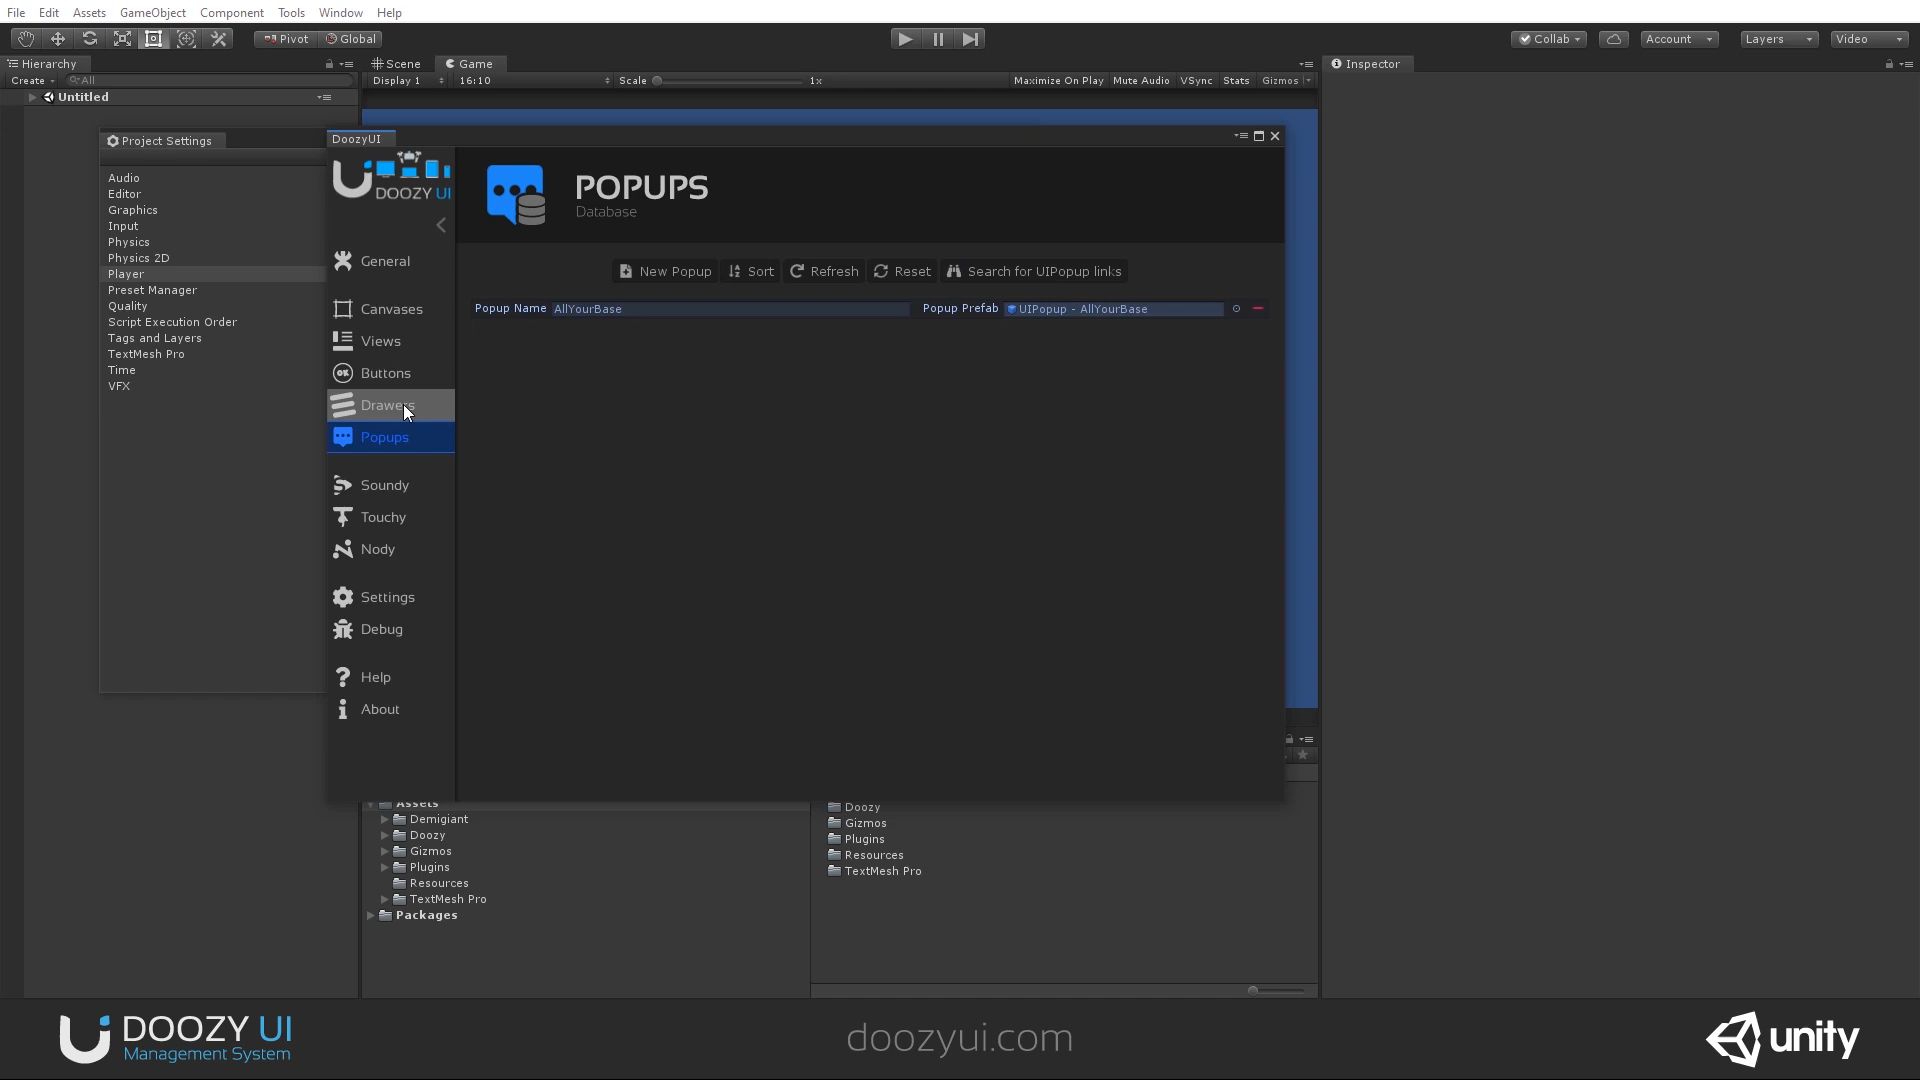 File Edit Assets GameObject Component Tools Window Help
Pivot Global Collab Account Layers Video
Hierarchy Scene Game Inspector
Create All Display 1 16:10 Scale 1x Maximize On Play Mute Audio VSync Stats Gizmos
Untitled
Project Settings
Audio
Editor
Graphics
Input
Physics
Physics 2D
Player
Preset Manager
Quality
Script Execution Order
Tags and Layers
TextMesh Pro
Time
VFX
DoozyUI
DOOZY UI
General
Canvases
Views
OK Buttons
Drawers
Popups
Soundy
Touchy
Nody
Settings
Debug
Help
About
POPUPS
Database
New Popup Sort Refresh Reset Search for UIPopup links
Popup Name AllYourBase Popup Prefab UIPopup - AllYourBase
Assets
Demigiant
Doozy
Gizmos
Plugins
Resources
TextMesh Pro
Packages
Doozy
Gizmos
Plugins
Resources
TextMesh Pro
DOOZY UI
Management System
doozyui.com
unity